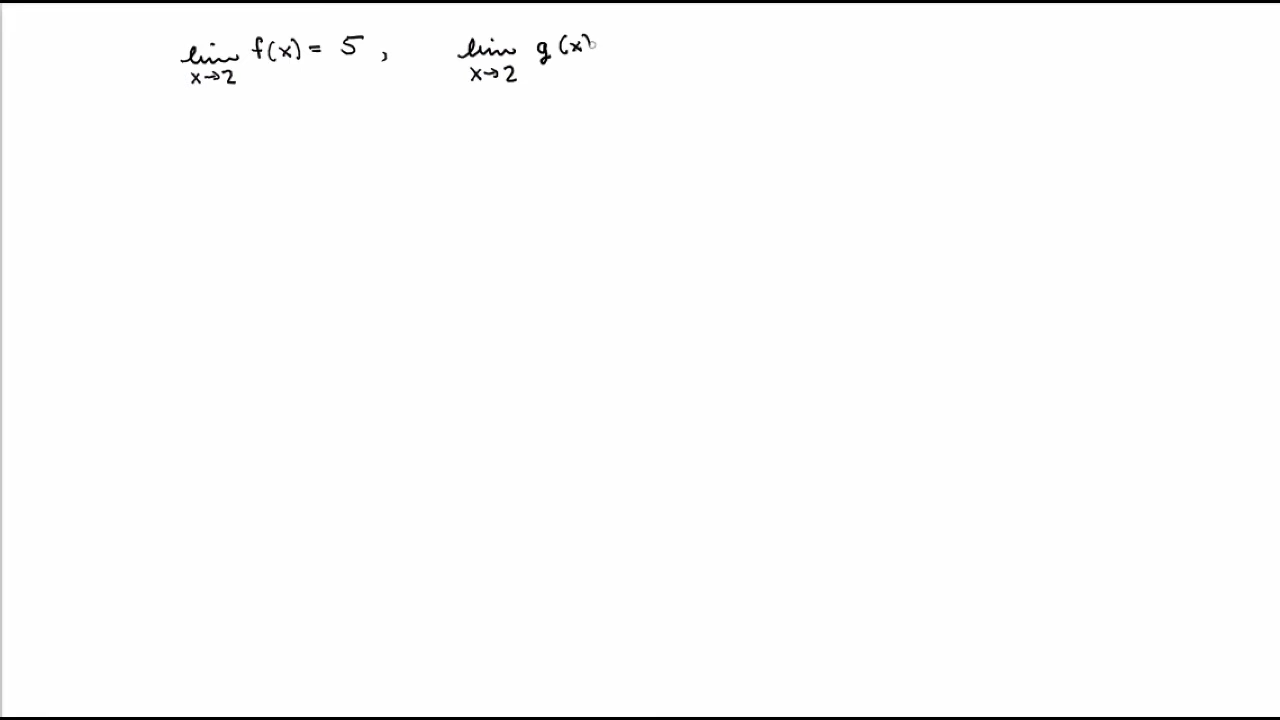 lim f(x) = 5 , lim g(x)
x→2 x→2